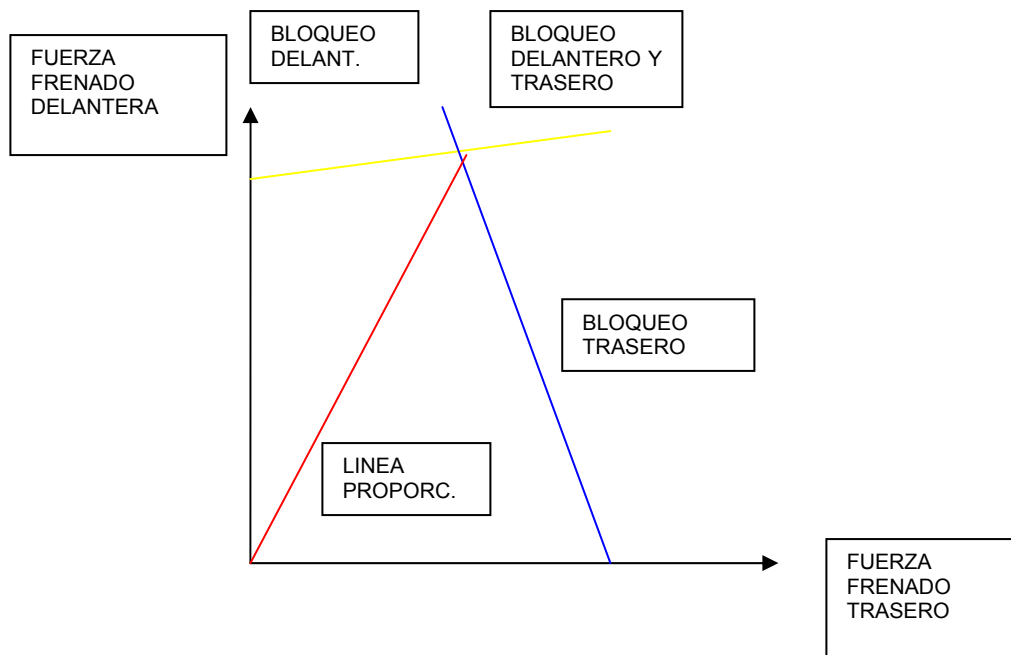 FUERZA
FRENADO
DELANTERA
BLOQUEO
DELANT.
BLOQUEO
DELANTERO Y
TRASERO
BLOQUEO
TRASERO
LINEA
PROPORC.
FUERZA
FRENADO
TRASERO